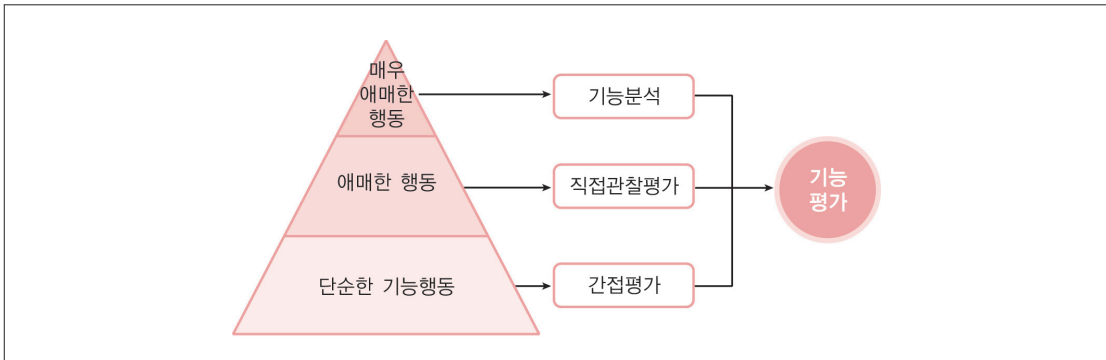 매우
애매한
행동
기능분석
애매한 행동
직접관찰평가
기능
평가
단순한 기능행동
간접평가